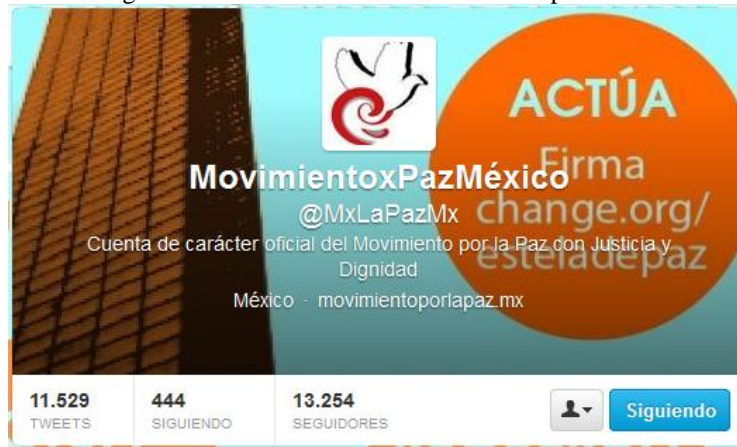 MovimientoxPazMéxico
@MxLaPazMx
Cuenta de carácter oficial del Movimiento por la Paz con Justicia y
Dignidad
México · movimientoporlapaz.mx
ACTÚA
Firma
change.org/
esteladepaz
11.529
TWEETS
444
SIGUIENDO
13.254
SEGUIDORES
Siguiendo